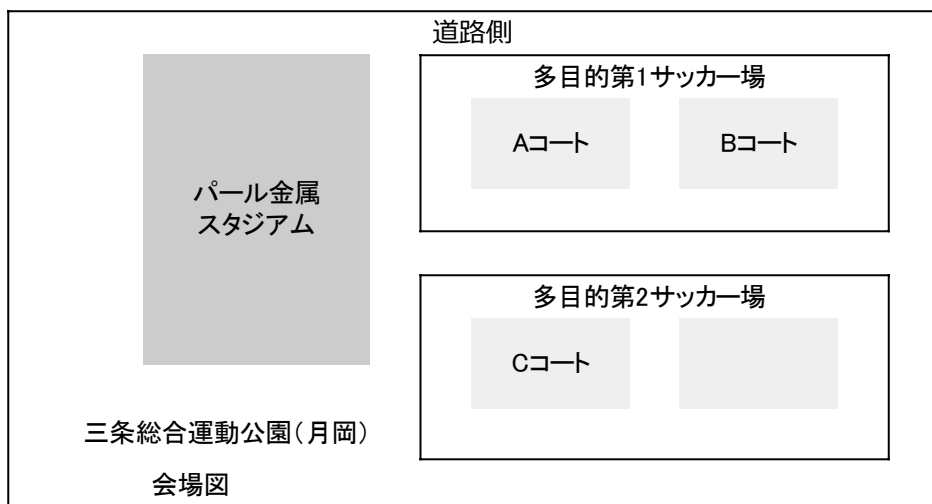 道路側
多目的第1サッカー場
Aコート
Bコート
パール金属
スタジアム
多目的第2サッカー場
Cコート
三条総合運動公園(月岡)
会場図